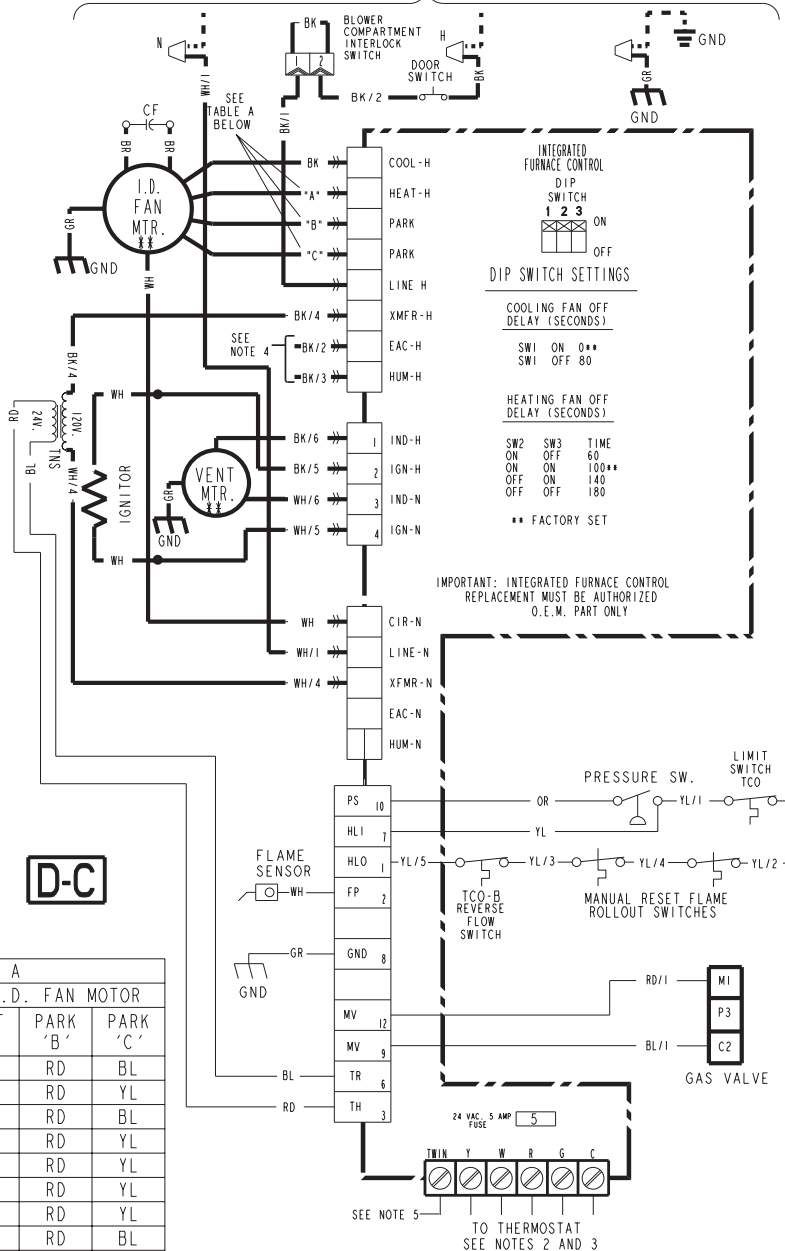 N
BK
BLOWER
COMPARTMENT
INTERLOCK
SWITCH
1 2
H
DOOR
SWITCH
BK
BK/2
GND
GR
GND
WH/1
BK/1
SEE
TABLE A
BELOW
CF
BR
BR
I.D.
FAN
MTR.
GR
GND
WH
BK
COOL-H
"A"
HEAT-H
"B"
PARK
"C"
PARK
LINE H
BK/4
XMFR-H
SEE
NOTE 4
BK/2
EAC-H
BK/3
HUM-H
INTEGRATED
FURNACE CONTROL
DIP
SWITCH
1 2 3
ON
OFF
DIP SWITCH SETTINGS
COOLING FAN OFF
DELAY (SECONDS)
SW1 ON 0**
SW1 OFF 80
HEATING FAN OFF
DELAY (SECONDS)
SW2 SW3 TIME
ON OFF 60
ON ON 100**
OFF ON 140
OFF OFF 180
** FACTORY SET
IMPORTANT: INTEGRATED FURNACE CONTROL
REPLACEMENT MUST BE AUTHORIZED
O.E.M. PART ONLY
BK/4
RD
24V.
120V.
TNS
BL
WH/4
WH
IGNITOR
WH
VENT
MTR.
GR
GND
BK/6
1
IND-H
BK/5
2
IGN-H
WH/6
3
IND-N
WH/5
4
IGN-N
WH
CIR-N
WH/1
LINE-N
WH/4
XFMR-N
EAC-N
HUM-N
PS 10
OR
PRESSURE SW.
YL/1
LIMIT
SWITCH
TCO
HLI 7
YL
HLO 1
YL/5
YL/3
YL/4
YL/2
TCO-B
REVERSE
FLOW
SWITCH
MANUAL RESET FLAME
ROLLOUT SWITCHES
FLAME
SENSOR
WH
FP 2
GR
GND 8
GND
MV 12
RD/1
M1
P3
MV 9
BL/1
C2
GAS VALVE
BL
TR 6
RD
TH 3
D-C
24 VAC. 5 AMP
FUSE
5
TWIN Y W R G C
SEE NOTE 5
TO THERMOSTAT
SEE NOTES 2 AND 3
A
.D. FAN MOTOR
T
PARK
'B'
PARK
'C'
RD BL
RD YL
RD BL
RD YL
RD YL
RD YL
RD YL
RD BL